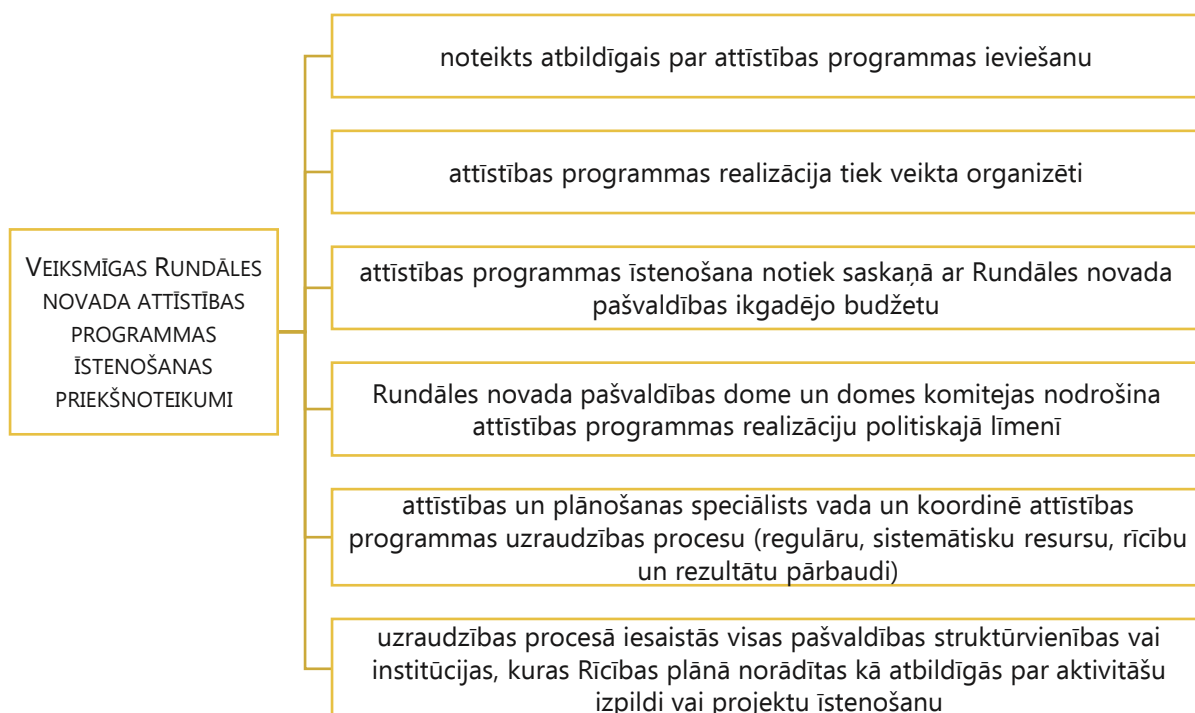 VEIKSMĪGAS RUNDĀLES
NOVADA ATTĪSTĪBAS
PROGRAMMAS
ĪSTENOŠANAS
PRIEKŠNOTEIKUMI
noteikts atbildīgais par attīstības programmas ieviešanu
attīstības programmas realizācija tiek veikta organizēti
attīstības programmas īstenošana notiek saskaņā ar Rundāles novada
pašvaldības ikgadējo budžetu
Rundāles novada pašvaldības dome un domes komitejas nodrošina
attīstības programmas realizāciju politiskajā līmenī
attīstības un plānošanas speciālists vada un koordinē attīstības
programmas uzraudzības procesu (regulāru, sistemātisku resursu, rīcību
un rezultātu pārbaudi)
uzraudzības procesā iesaistās visas pašvaldības struktūrvienības vai
institūcijas, kuras Rīcības plānā norādītas kā atbildīgās par aktivitāšu
izpildi vai projektu īstenošanu